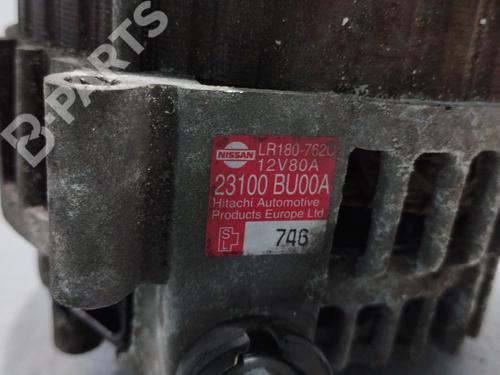 B-PARTS
NISSAN
LR180-762C
12V80A
23100 BU00A
Hitachi Automotive
Products Europe Ltd.
S
L
746